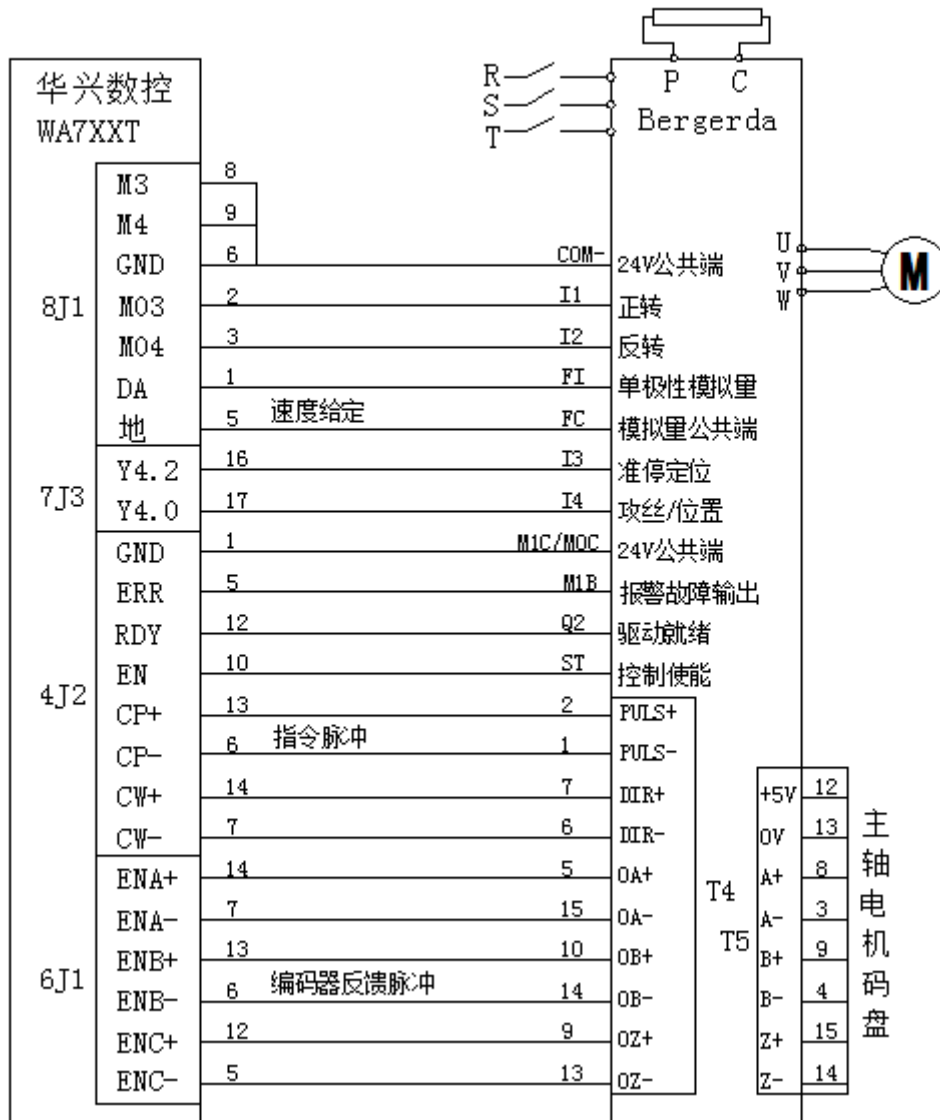 华兴数控
WA7XXT
R
S
T
P C
Bergerda
8J1
M3 8
M4 9
GND 6 COM- 24V公共端
MO3 2 I1 正转
MO4 3 I2 反转
DA 1 FI 单极性模拟量
速度给定
地 5 FC 模拟量公共端
U
V
W
M
7J3
Y4.2 16 I3 准停定位
Y4.0 17 I4 攻丝/位置
4J2
GND 1 M1C/MOC 24V公共端
ERR 5 M1B 报警故障输出
RDY 12 Q2 驱动就绪
EN 10 ST 控制使能
CP+ 13 2 PULS+
指令脉冲
CP- 6 1 PULS-
CW+ 14 7 DIR+
CW- 7 6 DIR-
6J1
ENA+ 14 5 OA+
ENA- 7 15 OA-
ENB+ 13 10 OB+
编码器反馈脉冲
ENB- 6 14 OB-
ENC+ 12 9 OZ+
ENC- 5 13 OZ-
T4
T5
+5V 12
0V 13
A+ 8
A- 3
B+ 9
B- 4
Z+ 15
Z- 14
主轴电机码盘